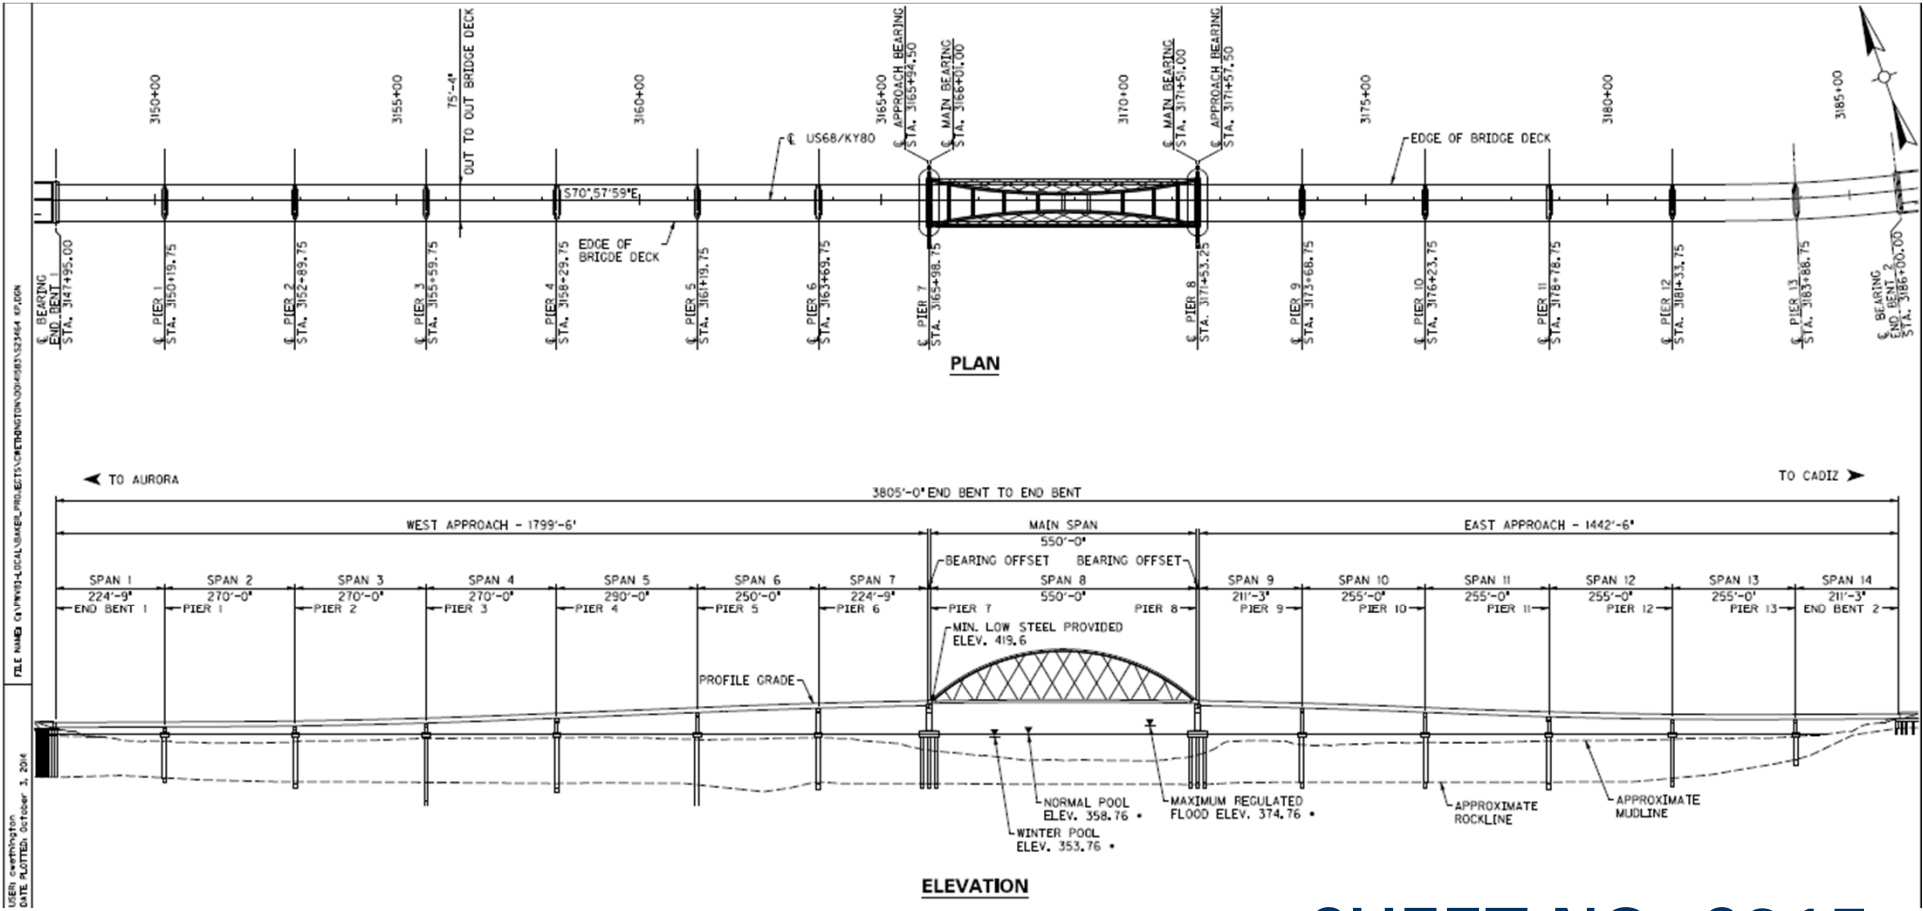 ℄ APPROACH BEARING
STA. 3165+94.50
℄ MAIN BEARING
STA. 3166+01.00
℄ MAIN BEARING
STA. 3171+51.00
℄ APPROACH BEARING
STA. 3171+57.50
75'-4"
OUT TO OUT BRIDGE DECK
3150+00
3155+00
3160+00
3165+00
3170+00
3175+00
3180+00
3185+00
℄ US68/KY80
EDGE OF BRIDGE DECK
S70°57'59"E
EDGE OF
BRIGDE DECK
℄ BEARING
END BENT 1
STA. 3147+95.00
℄ PIER 1
STA. 3150+19.75
℄ PIER 2
STA. 3152+89.75
℄ PIER 3
STA. 3155+59.75
℄ PIER 4
STA. 3158+29.75
℄ PIER 5
STA. 3161+19.75
℄ PIER 6
STA. 3163+69.75
℄ PIER 7
STA. 3165+98.75
℄ PIER 8
STA. 3171+53.25
℄ PIER 9
STA. 3173+68.75
℄ PIER 10
STA. 3176+23.75
℄ PIER 11
STA. 3178+78.75
℄ PIER 12
STA. 3181+33.75
℄ PIER 13
STA. 3183+88.75
℄ BEARING
END BENT 2
STA. 3186+00.00
PLAN
TO AURORA
TO CADIZ
3805'-0" END BENT TO END BENT
WEST APPROACH - 1799'-6"
MAIN SPAN
550'-0"
EAST APPROACH - 1442'-6"
BEARING OFFSET BEARING OFFSET
SPAN 1 SPAN 2 SPAN 3 SPAN 4 SPAN 5 SPAN 6 SPAN 7 SPAN 8 SPAN 9 SPAN 10 SPAN 11 SPAN 12 SPAN 13 SPAN 14
224'-9" 270'-0" 270'-0" 270'-0" 290'-0" 250'-0" 224'-9" 550'-0" 211'-3" 255'-0" 255'-0" 255'-0" 255'-0" 211'-3"
END BENT 1 PIER 1 PIER 2 PIER 3 PIER 4 PIER 5 PIER 6 PIER 7 PIER 8 PIER 9 PIER 10 PIER 11 PIER 12 PIER 13 END BENT 2
MIN. LOW STEEL PROVIDED
ELEV. 419.6
PROFILE GRADE
NORMAL POOL
ELEV. 358.76 *
WINTER POOL
ELEV. 353.76 *
MAXIMUM REGULATED
FLOOD ELEV. 374.76 *
APPROXIMATE
ROCKLINE
APPROXIMATE
MUDLINE
ELEVATION
USER: cwethington
DATE PLOTTED: October 3, 2014